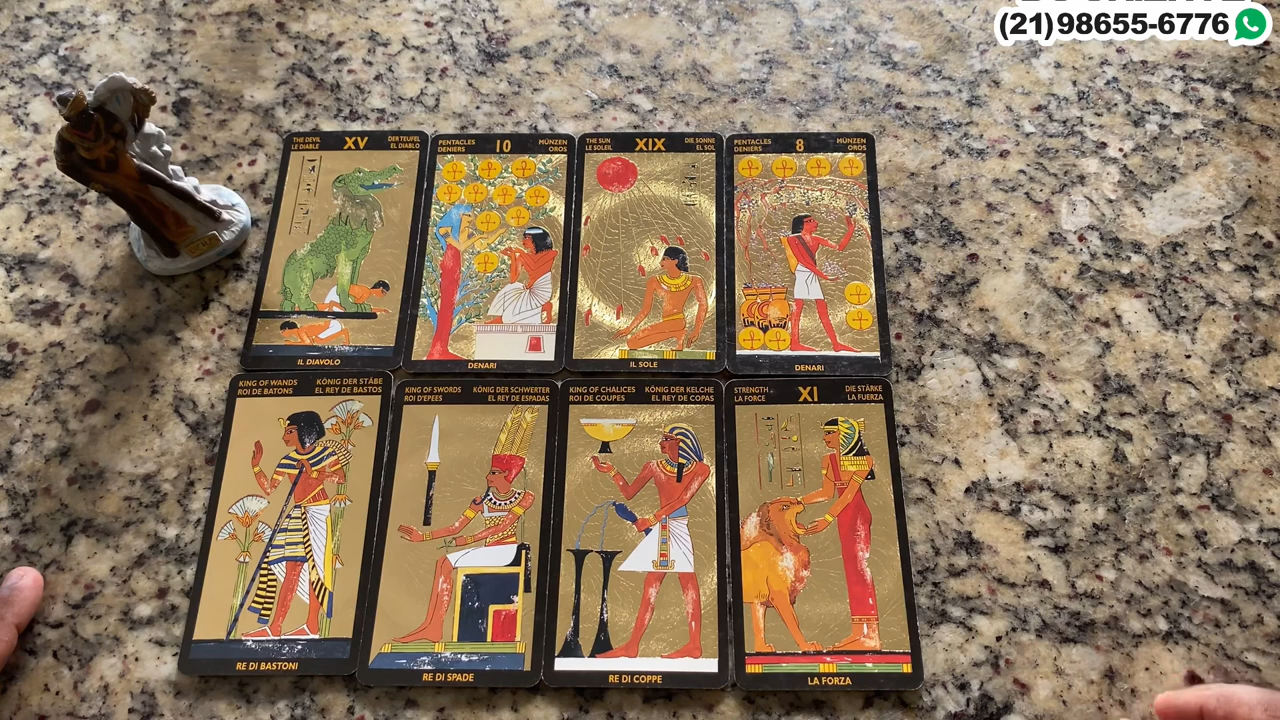 (21)98655-6776
THE DEVIL
LE DIABLE
XV
DER TEUFEL
EL DIABLO
IL DIAVOLO
PENTACLES
DENIERS
10
MÜNZEN
OROS
DENARI
THE SUN
LE SOLEIL
XIX
DIE SONNE
EL SOL
IL SOLE
PENTACLES
DENIERS
8
MÜNZEN
OROS
DENARI
KING OF WANDS
ROI DE BATONS
KÖNIG DER STÄBE
EL REY DE BASTOS
RE DI BASTONI
KING OF SWORDS
ROI D'EPEES
KÖNIG DER SCHWERTER
EL REY DE ESPADAS
RE DI SPADE
KING OF CHALICES
ROI DE COUPES
KÖNIG DER KELCHE
EL REY DE COPAS
RE DI COPPE
STRENGTH
LA FORCE
XI
DIE STÄRKE
LA FUERZA
LA FORZA